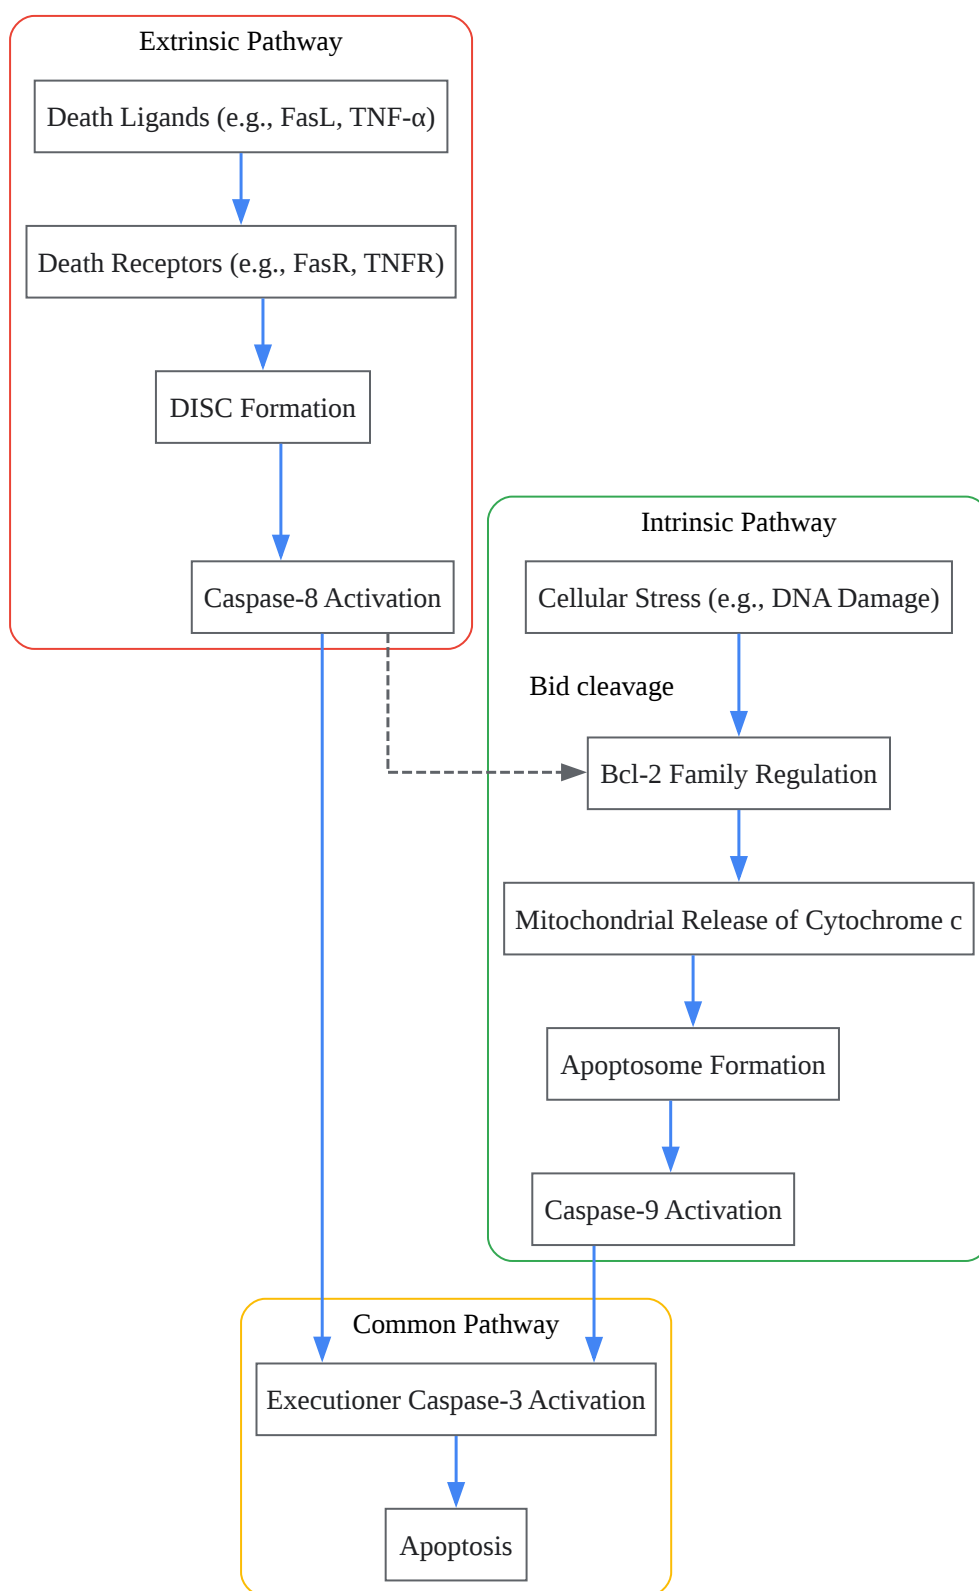 Extrinsic Pathway
Death Ligands (e.g., FasL, TNF-α)
Death Receptors (e.g., FasR, TNFR)
DISC Formation
Caspase-8 Activation
Intrinsic Pathway
Cellular Stress (e.g., DNA Damage)
Bid cleavage
Bcl-2 Family Regulation
Mitochondrial Release of Cytochrome c
Apoptosome Formation
Caspase-9 Activation
Common Pathway
Executioner Caspase-3 Activation
Apoptosis